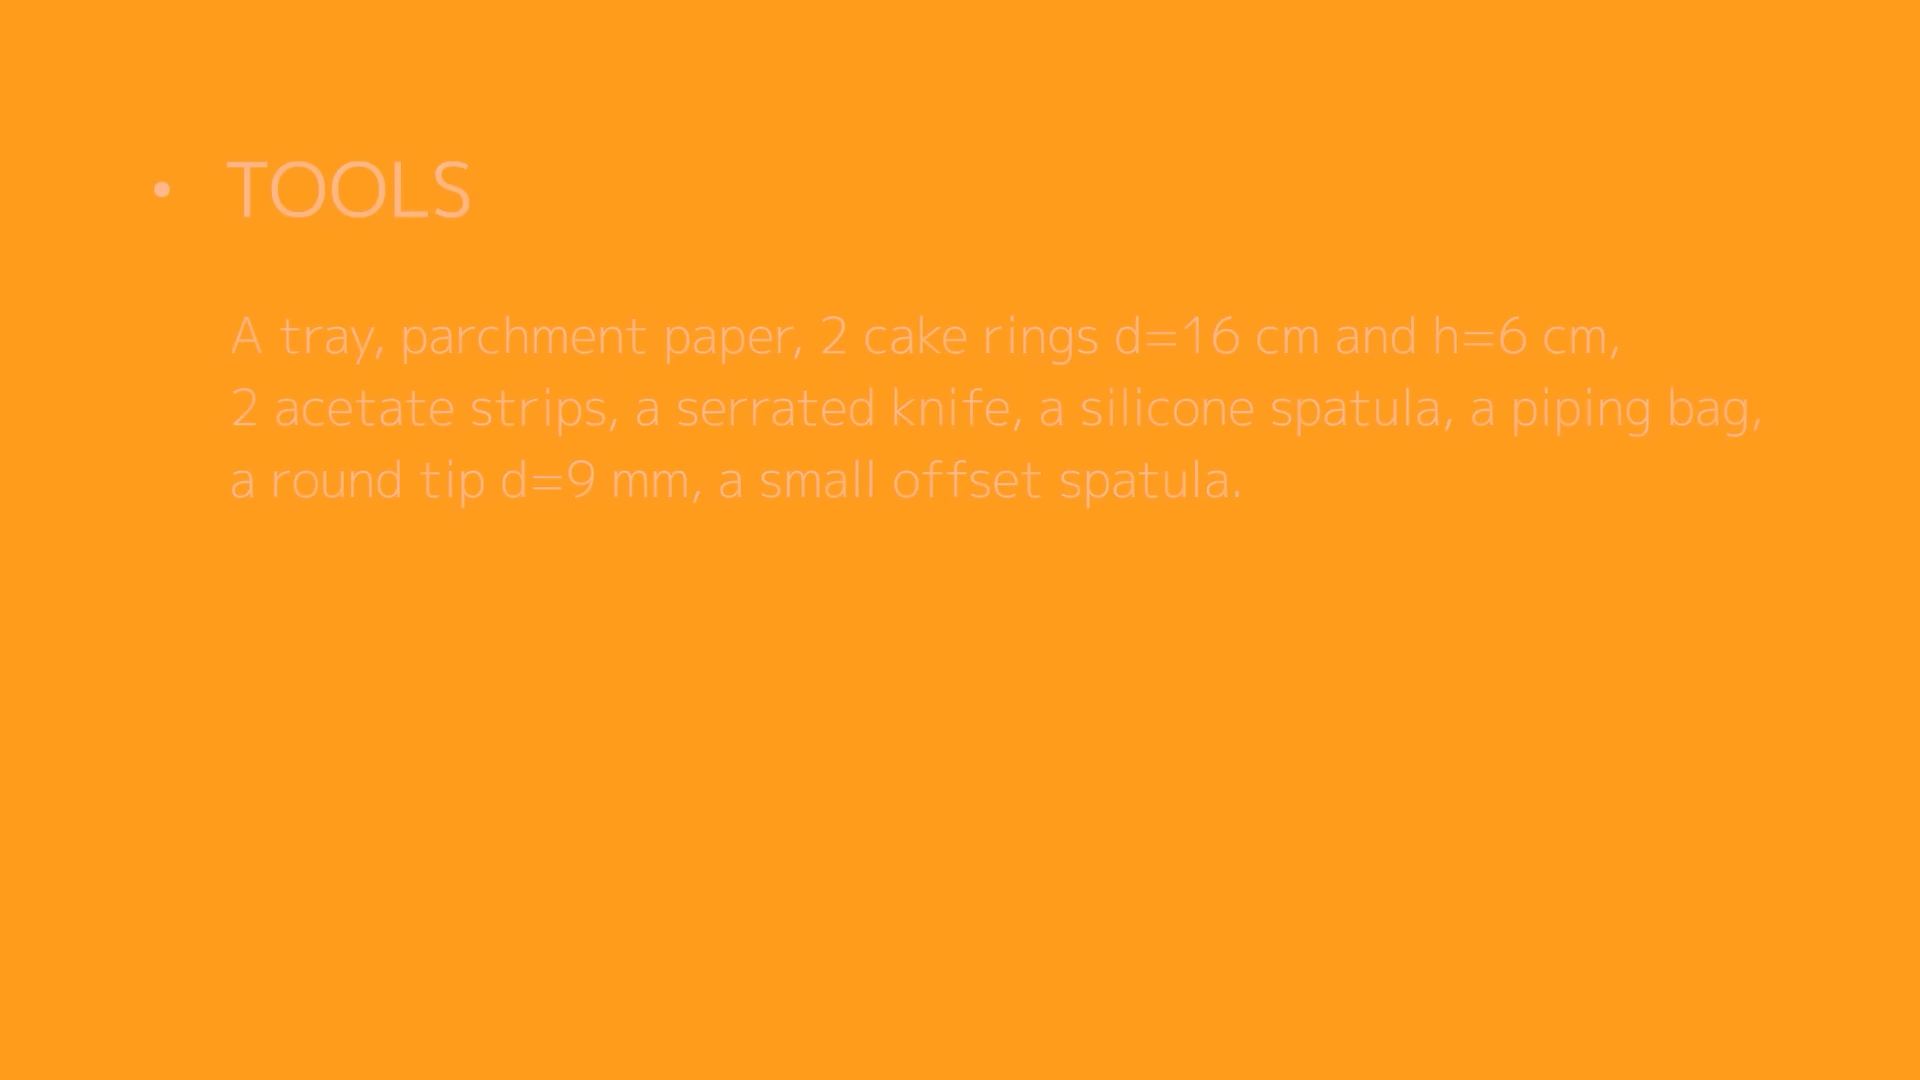 • TOOLS
A tray, parchment paper, 2 cake rings d=16 cm and h=6 cm,
2 acetate strips, a serrated knife, a silicone spatula, a piping bag,
a round tip d=9 mm, a small offset spatula.